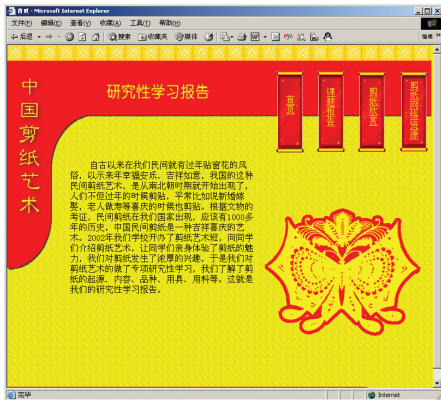 首页 - Microsoft Internet Explorer
文件(F) 编辑(E) 查看(V) 收藏(A) 工具(T) 帮助(H)
后退 搜索 收藏夹 媒体
链接 »
中国剪纸艺术
研究性学习报告
首页
课题报告
剪纸欣赏
剪纸网络资源
自古以来在我们民间就有过年贴窗花的风
俗，以示来年幸福安乐、吉祥如意，我国的这种
民间剪纸艺术，是从南北朝时期就开始出现了，
人们不但过年的时候剪贴，平常比如说新婚嫁
娶，老人做寿等喜庆的时候也剪贴。根据文物的
考证，民间剪纸在我们国家出现，应该有1000多
年的历史，中国民间剪纸是一种吉祥喜庆的艺
术。2002年我们学校开办了剪纸艺术班，向同学
们介绍剪纸艺术，让同学们亲身体验了剪纸的魅
力，我们对剪纸发生了浓厚的兴趣，于是我们对
剪纸艺术的做了专项研究性学习。我们了解了剪
纸的起源、内容、品种、用具、用料等。这就是
我们的研究性学习报告。
完毕
Internet